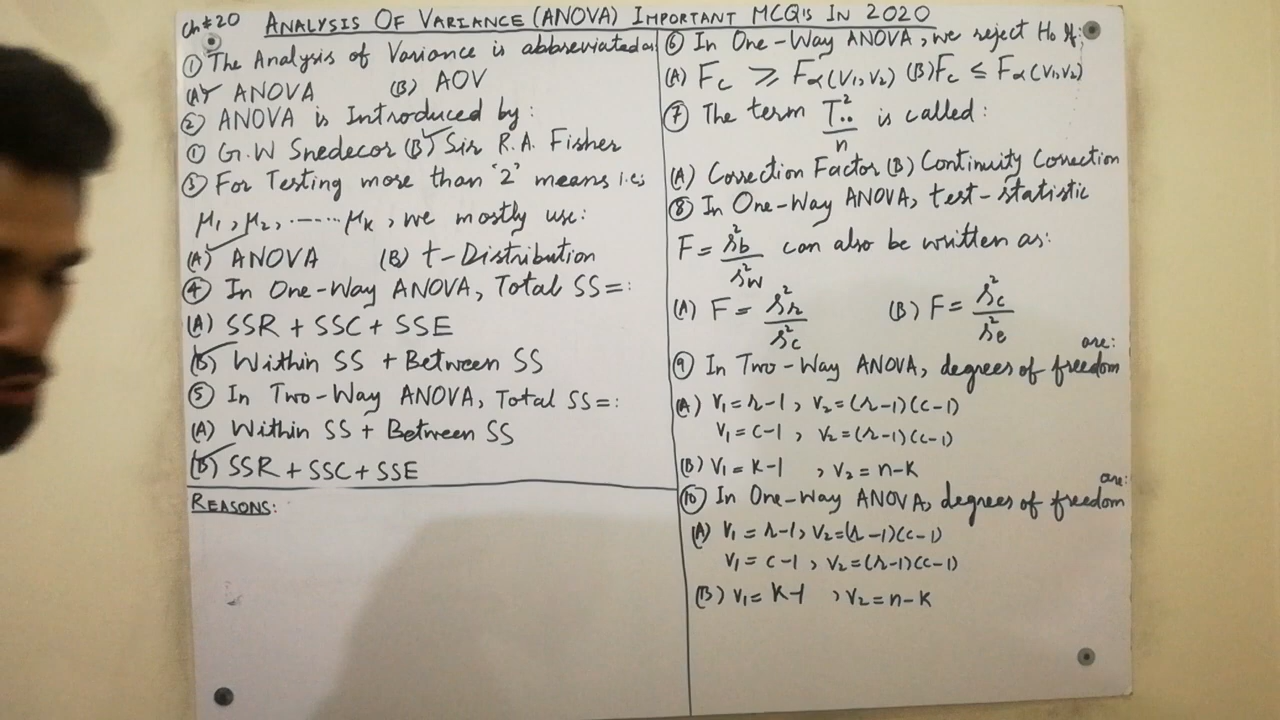 Ch # 20 ANALYSIS OF VARIANCE (ANOVA) IMPORTANT MCQ'S IN 2020
① The Analysis of Variance is abbreviated as:
(A)✓ ANOVA (B) AOV
② ANOVA is Introduced by:
① G.W Snedecor (B)✓ Sir R.A. Fisher
③ For Testing more than '2' means i.e;
μ₁, μ₂, ------ μₖ, we mostly use:
(A)✓ ANOVA (B) t-Distribution
④ In One-Way ANOVA, Total SS=:
(A) SSR + SSC + SSE
(B)✓ Within SS + Between SS
⑤ In Two-Way ANOVA, Total SS=:
(A) Within SS + Between SS
(B)✓ SSR + SSC + SSE
REASONS:
⑥ In One-Way ANOVA, we reject H₀ if:
(A) Fc ≥ Fα(V₁,V₂) (B) Fc ≤ Fα(V₁,V₂)
⑦ The term T..²/n is called:
(A) Correction Factor (B) Continuity Correction
⑧ In One-Way ANOVA, test-statistic
F = s²b/s²w can also be written as:
(A) F = s²r/s²c (B) F = s²c/s²e
⑨ In Two-Way ANOVA, degrees of freedom are:
(A) V₁ = r-1, V₂ = (r-1)(c-1)
V₁ = c-1, V₂ = (r-1)(c-1)
(B) V₁ = k-1, V₂ = n-k
⑩ In One-Way ANOVA, degrees of freedom are:
(A) V₁ = r-1, V₂ = (r-1)(c-1)
V₁ = c-1, V₂ = (r-1)(c-1)
(B) V₁ = k-1, V₂ = n-k